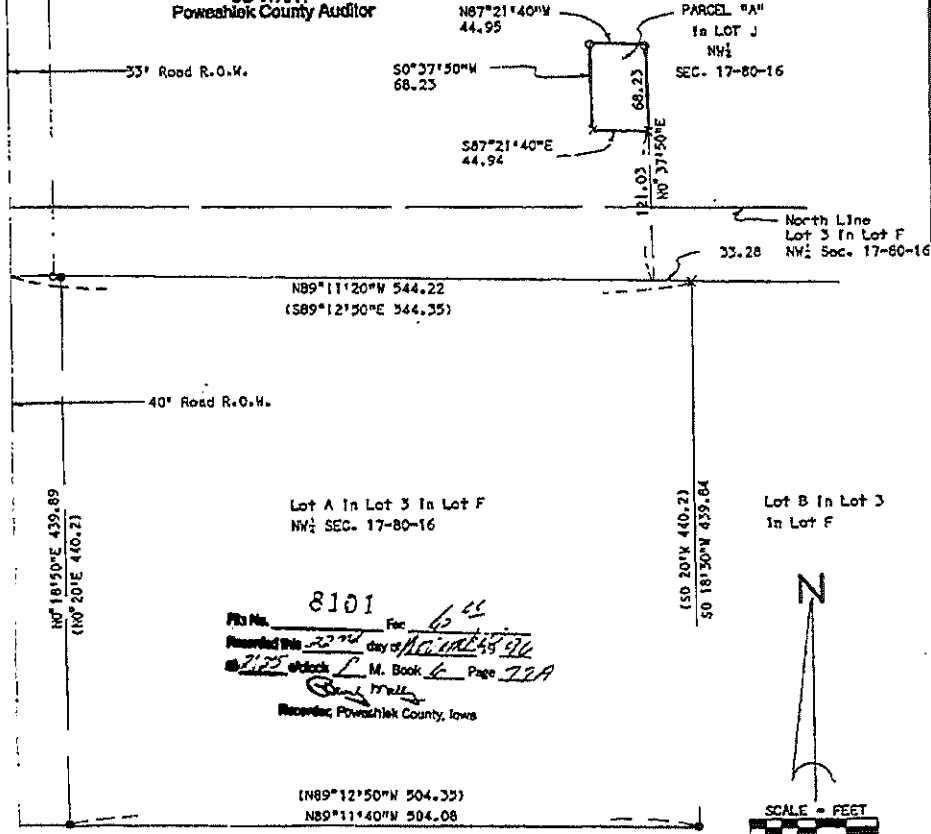 Poweshiek County Auditor
N87°21'40"W
44.95
PARCEL "A"
in LOT J
NW¼
SEC. 17-80-16
33' Road R.O.W.
S0°37'50"W
68.23
68.23
S87°21'40"E
44.94
121.03
N0°37'50"E
North Line
Lot 3 in Lot F
NW¼ Sec. 17-80-16
33.28
N89°11'20"W 544.22
(S89°12'50"E 544.35)
40' Road R.O.W.
N0°18'50"E 439.89
(N0°20'E 440.2)
Lot A in Lot 3 in Lot F
NW¼ SEC. 17-80-16
(S0 20'W 440.2)
S0 18'30"W 439.84
Lot B in Lot 3
in Lot F
N
File No. 8101 Fee
Recorded this 22nd day of
at o'clock P M. Book Page
Recorder, Poweshiek County, Iowa
(N89°12'50"W 504.35)
N89°11'40"W 504.08
SCALE - FEET